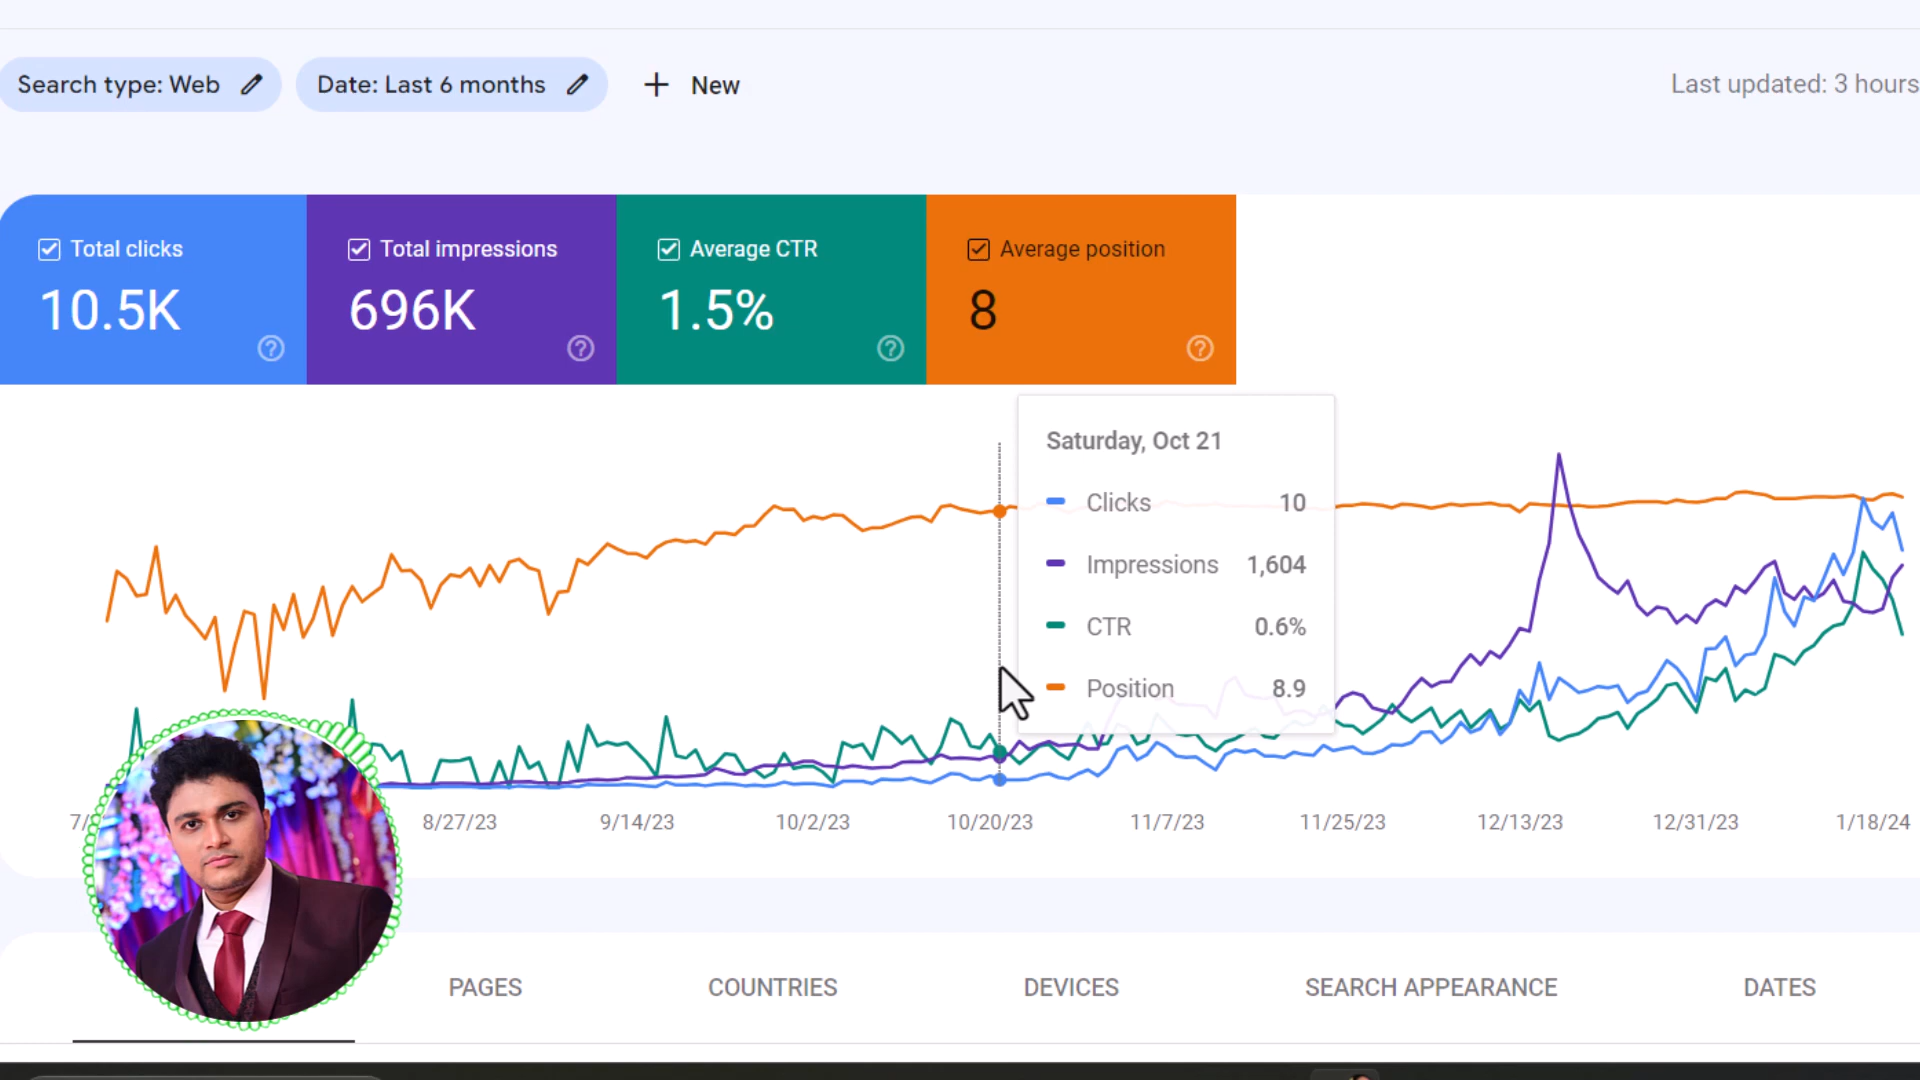 Search type: Web
Date: Last 6 months
+ New
Last updated: 3 hours
Total clicks
10.5K
Total impressions
696K
Average CTR
1.5%
Average position
8
Saturday, Oct 21
Clicks 10
Impressions 1,604
CTR 0.6%
Position 8.9
7/
8/27/23
9/14/23
10/2/23
10/20/23
11/7/23
11/25/23
12/13/23
12/31/23
1/18/24
PAGES
COUNTRIES
DEVICES
SEARCH APPEARANCE
DATES